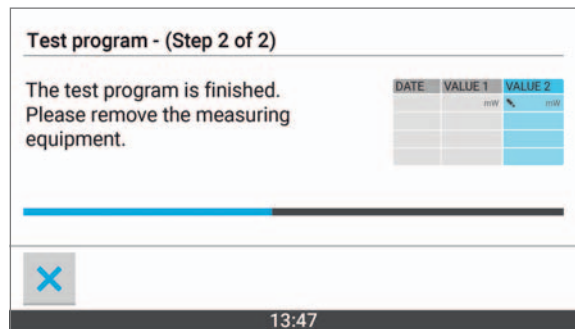 Test program - (Step 2 of 2)
The test program is finished.
Please remove the measuring
equipment.
DATE VALUE 1 VALUE 2
mW mW
13:47